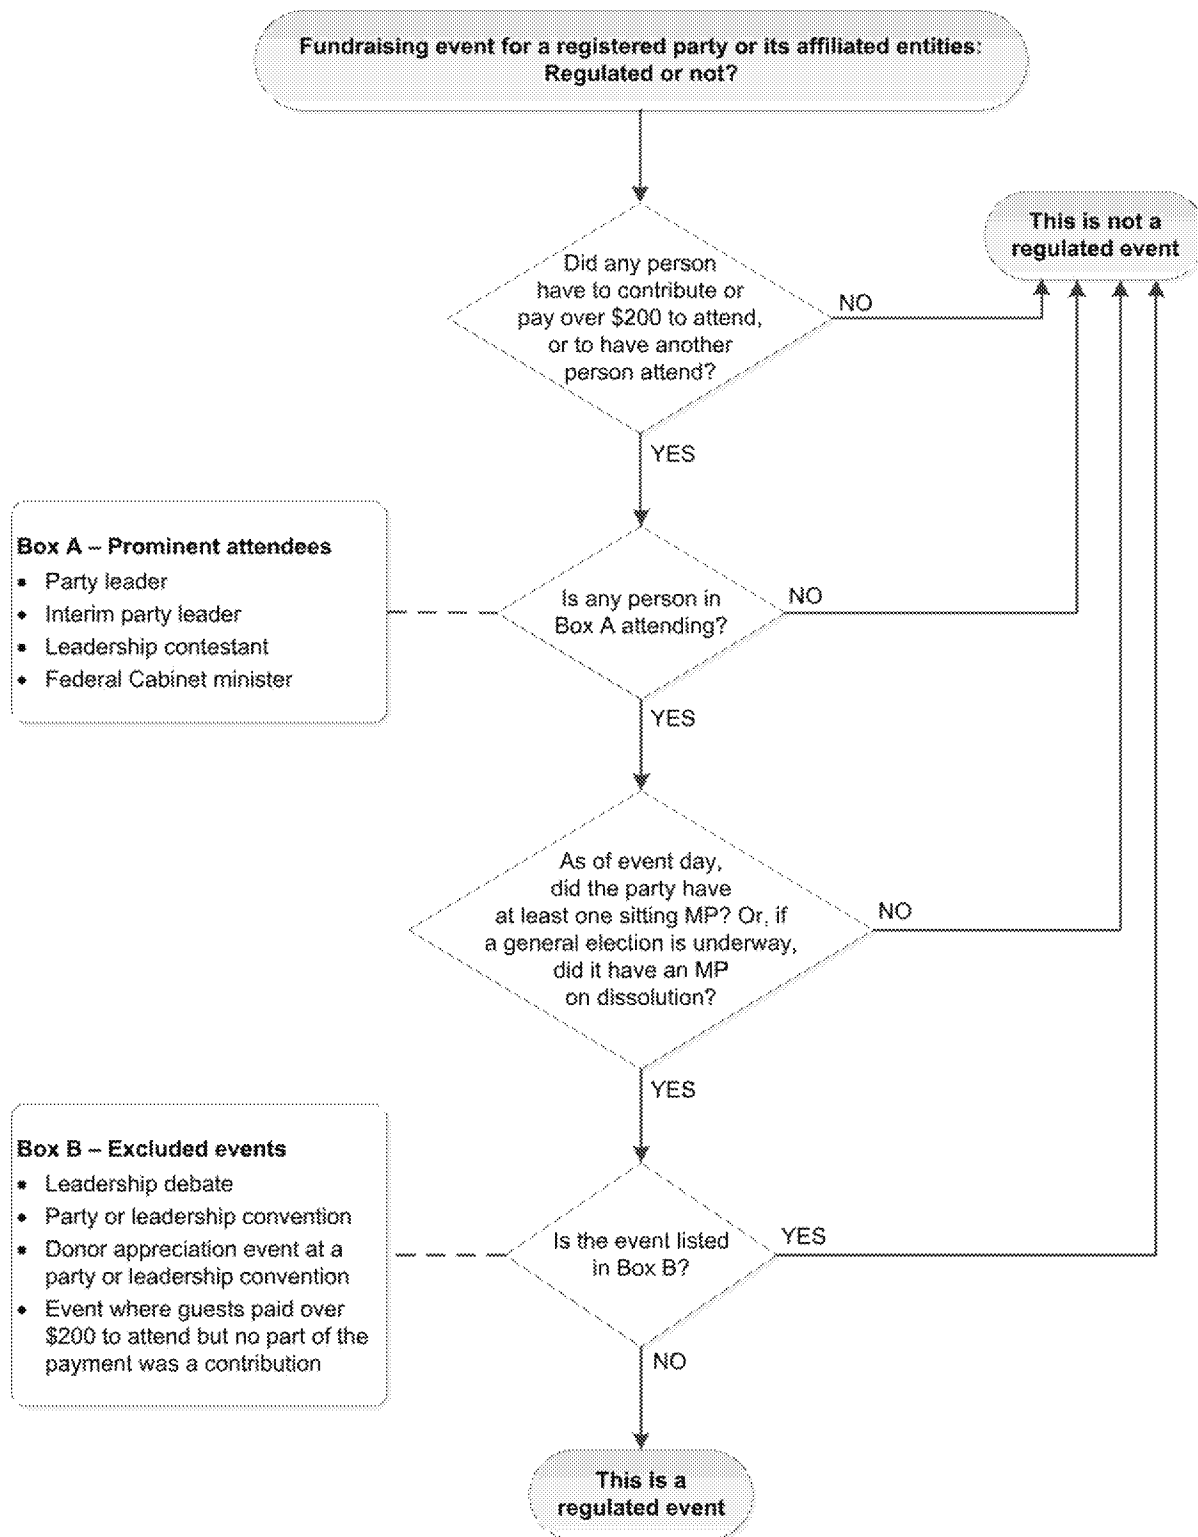 Fundraising event for a registered party or its affiliated entities:
Regulated or not?
This is not a
regulated event
Did any person
have to contribute or
pay over $200 to attend,
or to have another
person attend?
NO
YES
Box A – Prominent attendees
• Party leader
• Interim party leader
• Leadership contestant
• Federal Cabinet minister
Is any person in
Box A attending?
NO
YES
As of event day,
did the party have
at least one sitting MP? Or, if
a general election is underway,
did it have an MP
on dissolution?
NO
YES
Box B – Excluded events
• Leadership debate
• Party or leadership convention
• Donor appreciation event at a
party or leadership convention
• Event where guests paid over
$200 to attend but no part of the
payment was a contribution
Is the event listed
in Box B?
YES
NO
This is a
regulated event